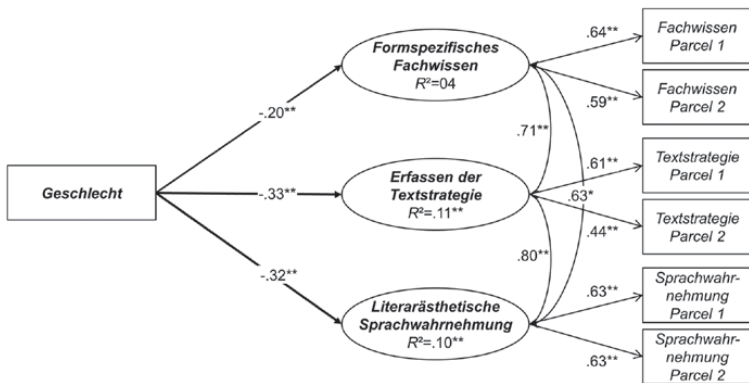 Geschlecht
-.20**
-.33**
-.32**
Formspezifisches
Fachwissen
R²=04
Erfassen der
Textstrategie
R²=.11**
Literarästhetische
Sprachwahrnehmung
R²=.10**
.71**
.63*
.80**
.64**
.59**
.61**
.44**
.63**
.63**
Fachwissen
Parcel 1
Fachwissen
Parcel 2
Textstrategie
Parcel 1
Textstrategie
Parcel 2
Sprachwahr-
nehmung
Parcel 1
Sprachwahr-
nehmung
Parcel 2